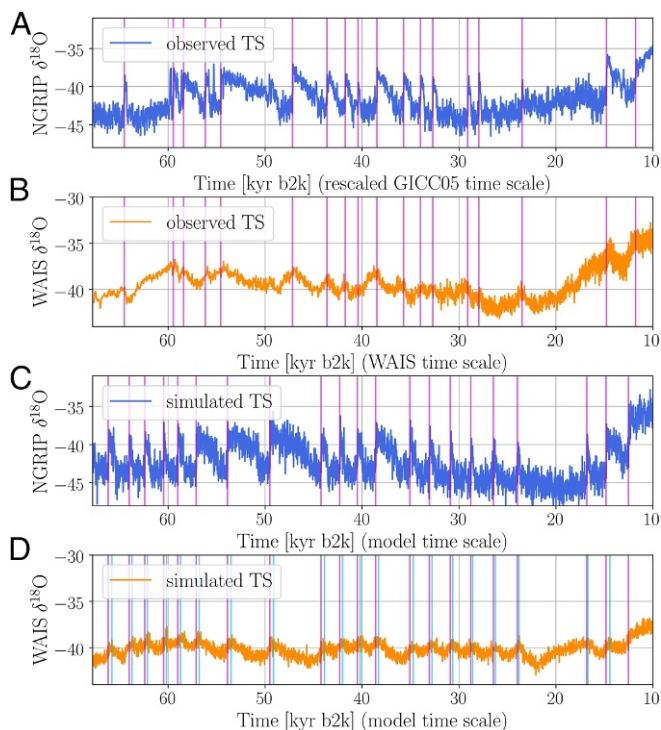 A
NGRIP δ¹⁸O
−35
−40
−45
observed TS
60 50 40 30 20 10
Time [kyr b2k] (rescaled GICC05 time scale)
B
WAIS δ¹⁸O
−30
−35
−40
observed TS
60 50 40 30 20 10
Time [kyr b2k] (WAIS time scale)
C
NGRIP δ¹⁸O
−35
−40
−45
simulated TS
60 50 40 30 20 10
Time [kyr b2k] (model time scale)
D
WAIS δ¹⁸O
−30
−35
−40
simulated TS
60 50 40 30 20 10
Time [kyr b2k] (model time scale)